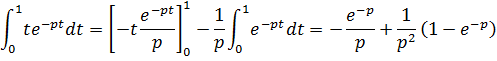 ∫₀¹ te^{-pt}dt = [-t e^{-pt}/p]₀¹ - 1/p ∫₀¹ e^{-pt}dt = - e^{-p}/p + 1/p² (1 - e^{-p})